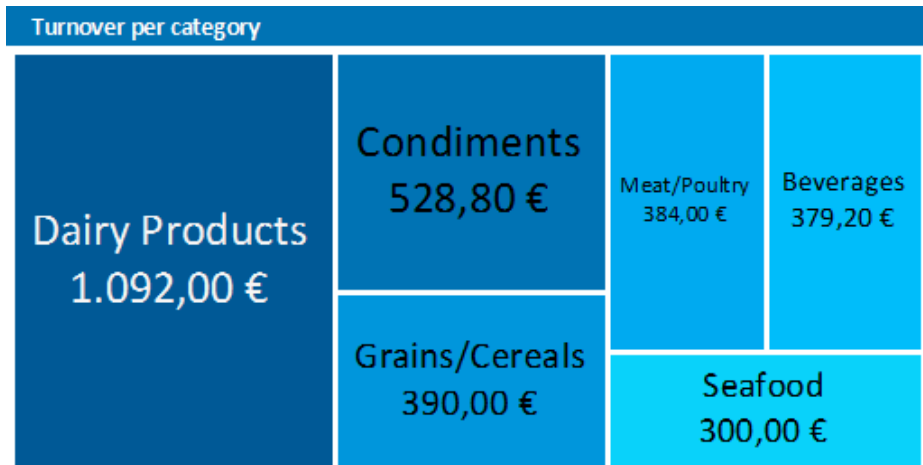 Turnover per category
Dairy Products
1.092,00 €
Condiments
528,80 €
Grains/Cereals
390,00 €
Meat/Poultry
384,00 €
Beverages
379,20 €
Seafood
300,00 €